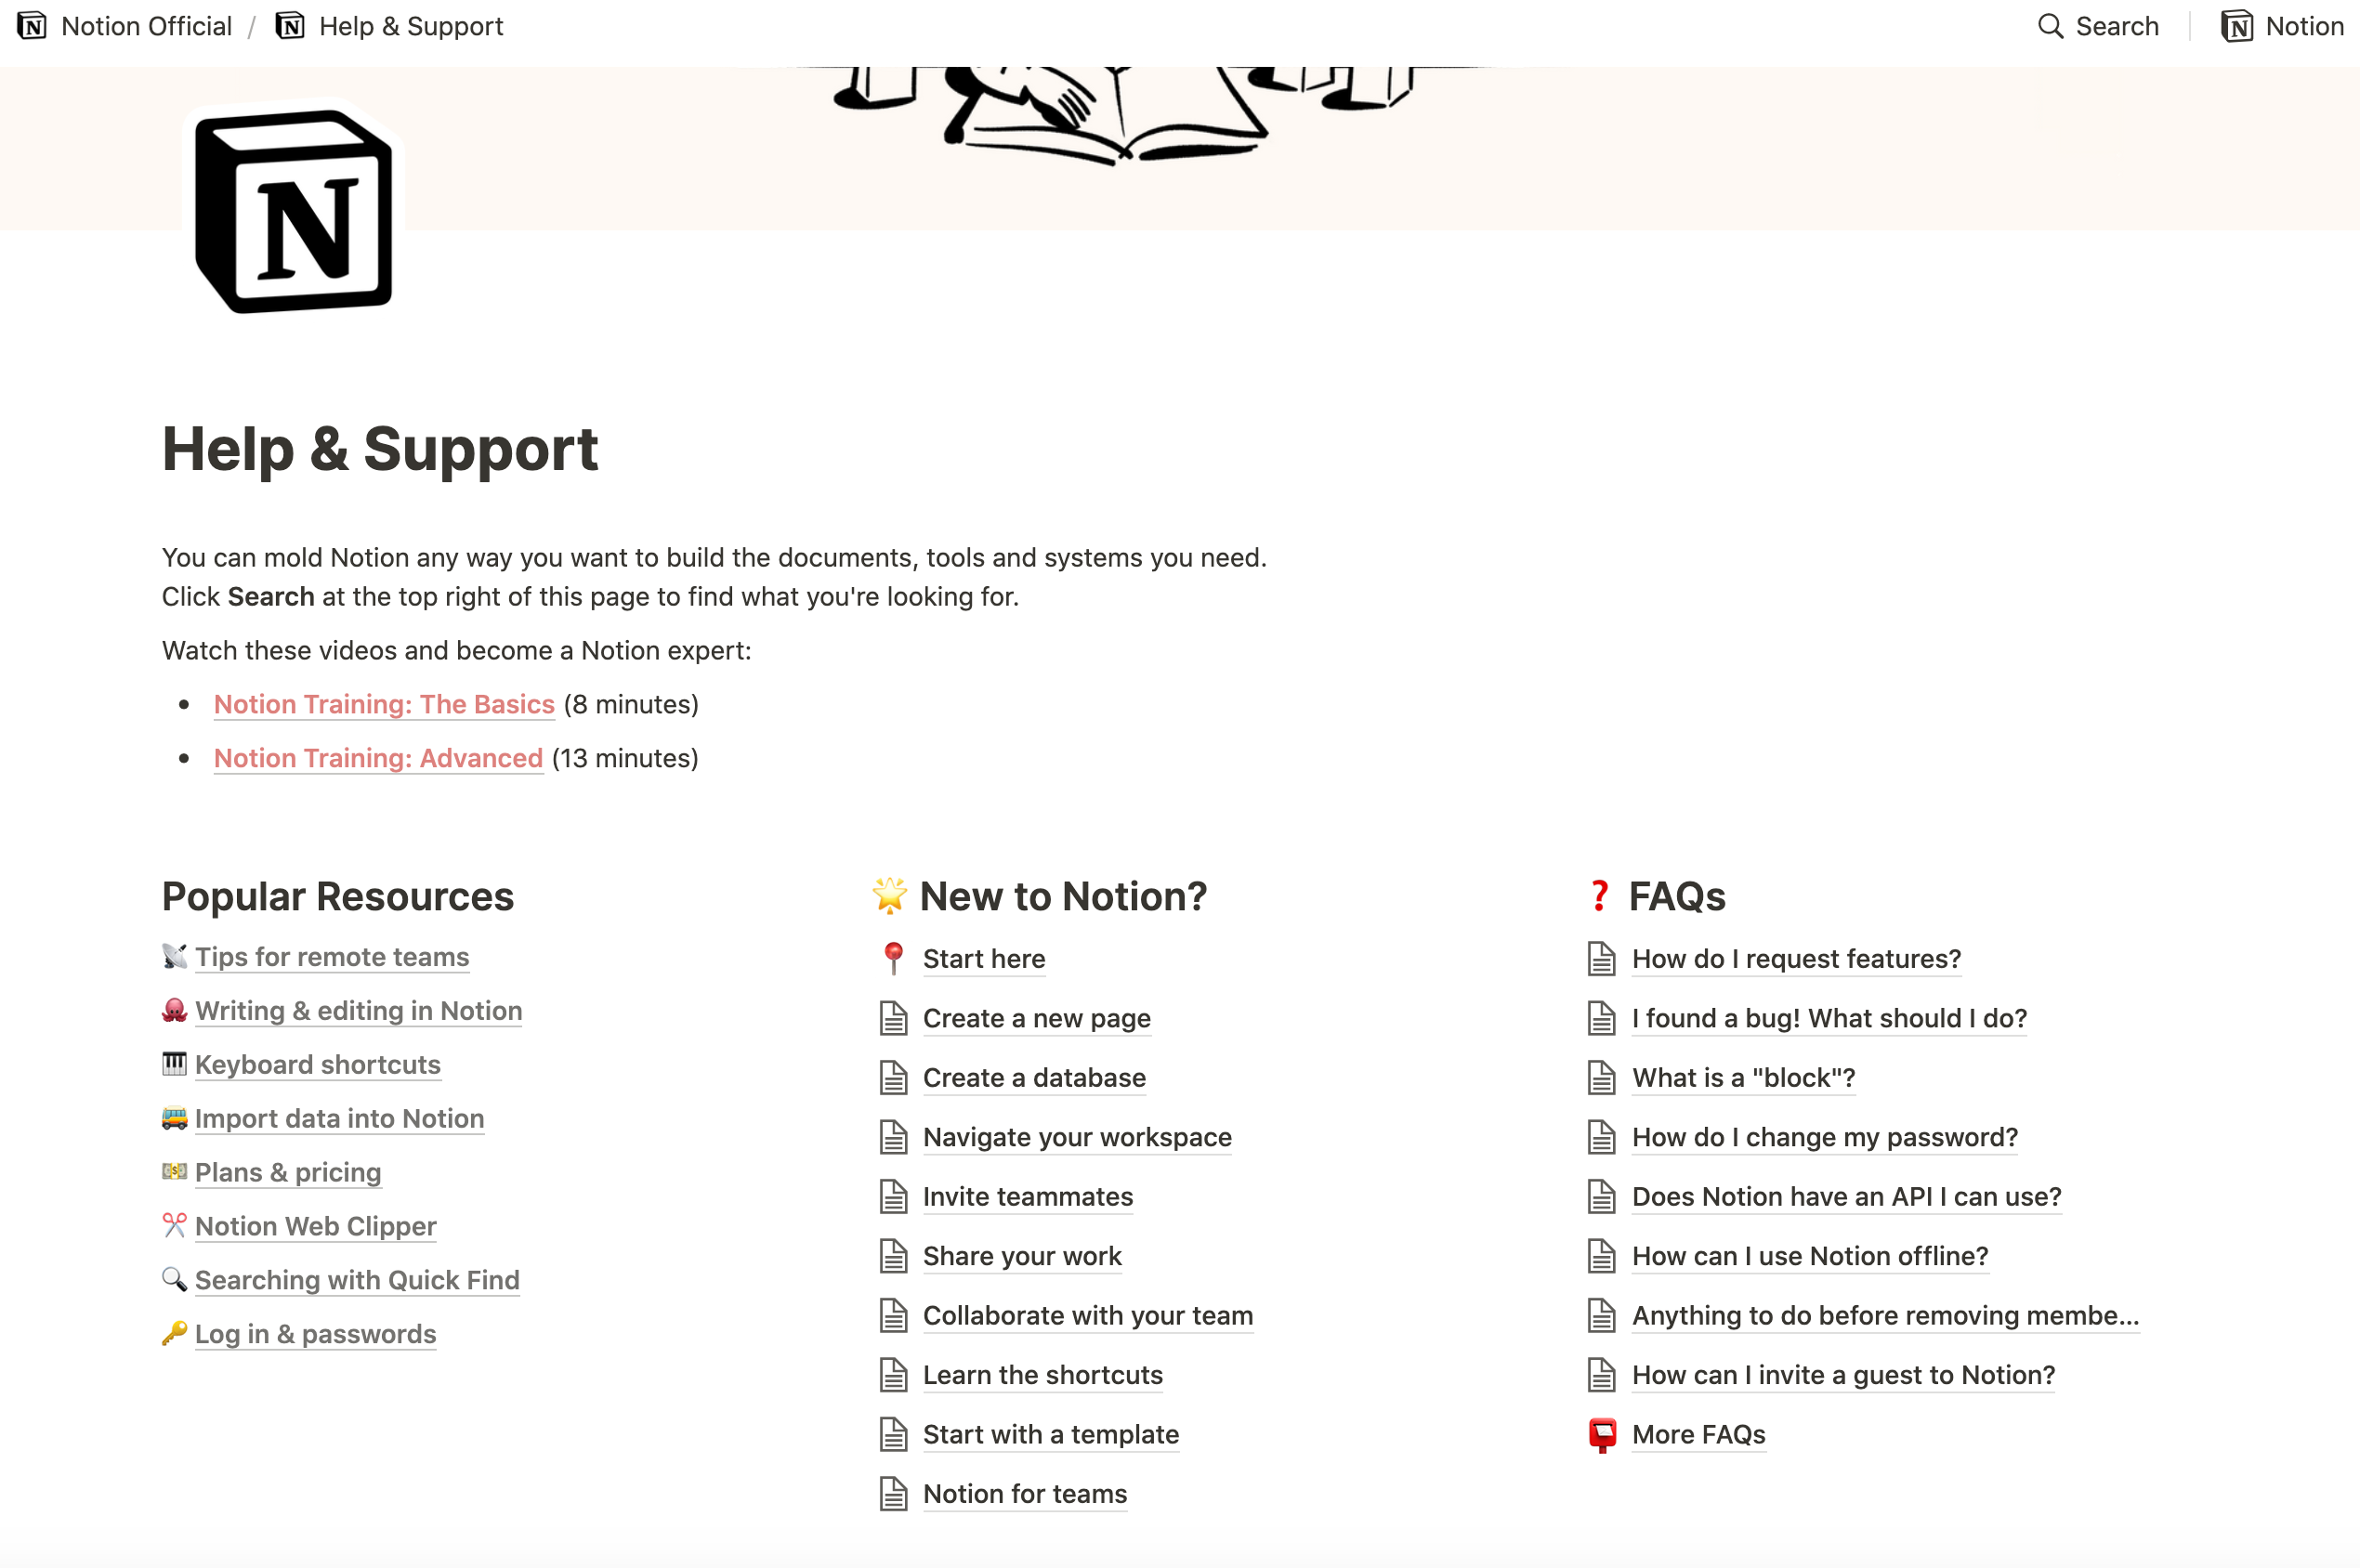 Notion Official / Help & Support
Search
Notion
N
Help & Support
You can mold Notion any way you want to build the documents, tools and systems you need.
Click Search at the top right of this page to find what you're looking for.
Watch these videos and become a Notion expert:
• Notion Training: The Basics (8 minutes)
• Notion Training: Advanced (13 minutes)
Popular Resources
Tips for remote teams
Writing & editing in Notion
Keyboard shortcuts
Import data into Notion
Plans & pricing
Notion Web Clipper
Searching with Quick Find
Log in & passwords
🌟 New to Notion?
Start here
Create a new page
Create a database
Navigate your workspace
Invite teammates
Share your work
Collaborate with your team
Learn the shortcuts
Start with a template
Notion for teams
❓ FAQs
How do I request features?
I found a bug! What should I do?
What is a "block"?
How do I change my password?
Does Notion have an API I can use?
How can I use Notion offline?
Anything to do before removing membe...
How can I invite a guest to Notion?
More FAQs